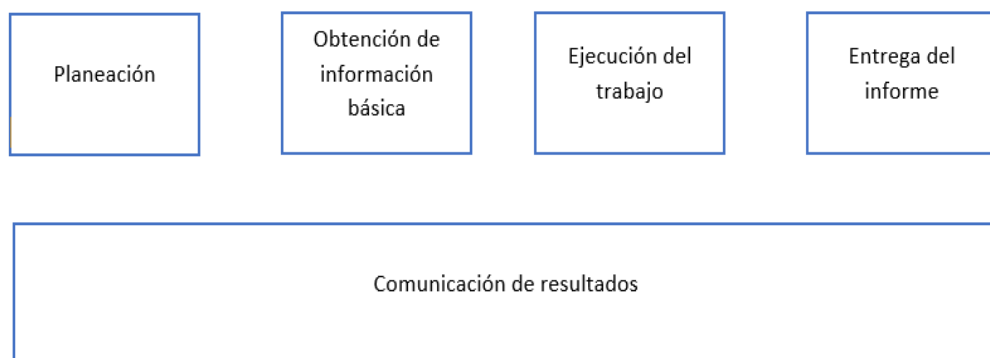 Planeación
Obtención de
información
básica
Ejecución del
trabajo
Entrega del
informe
Comunicación de resultados